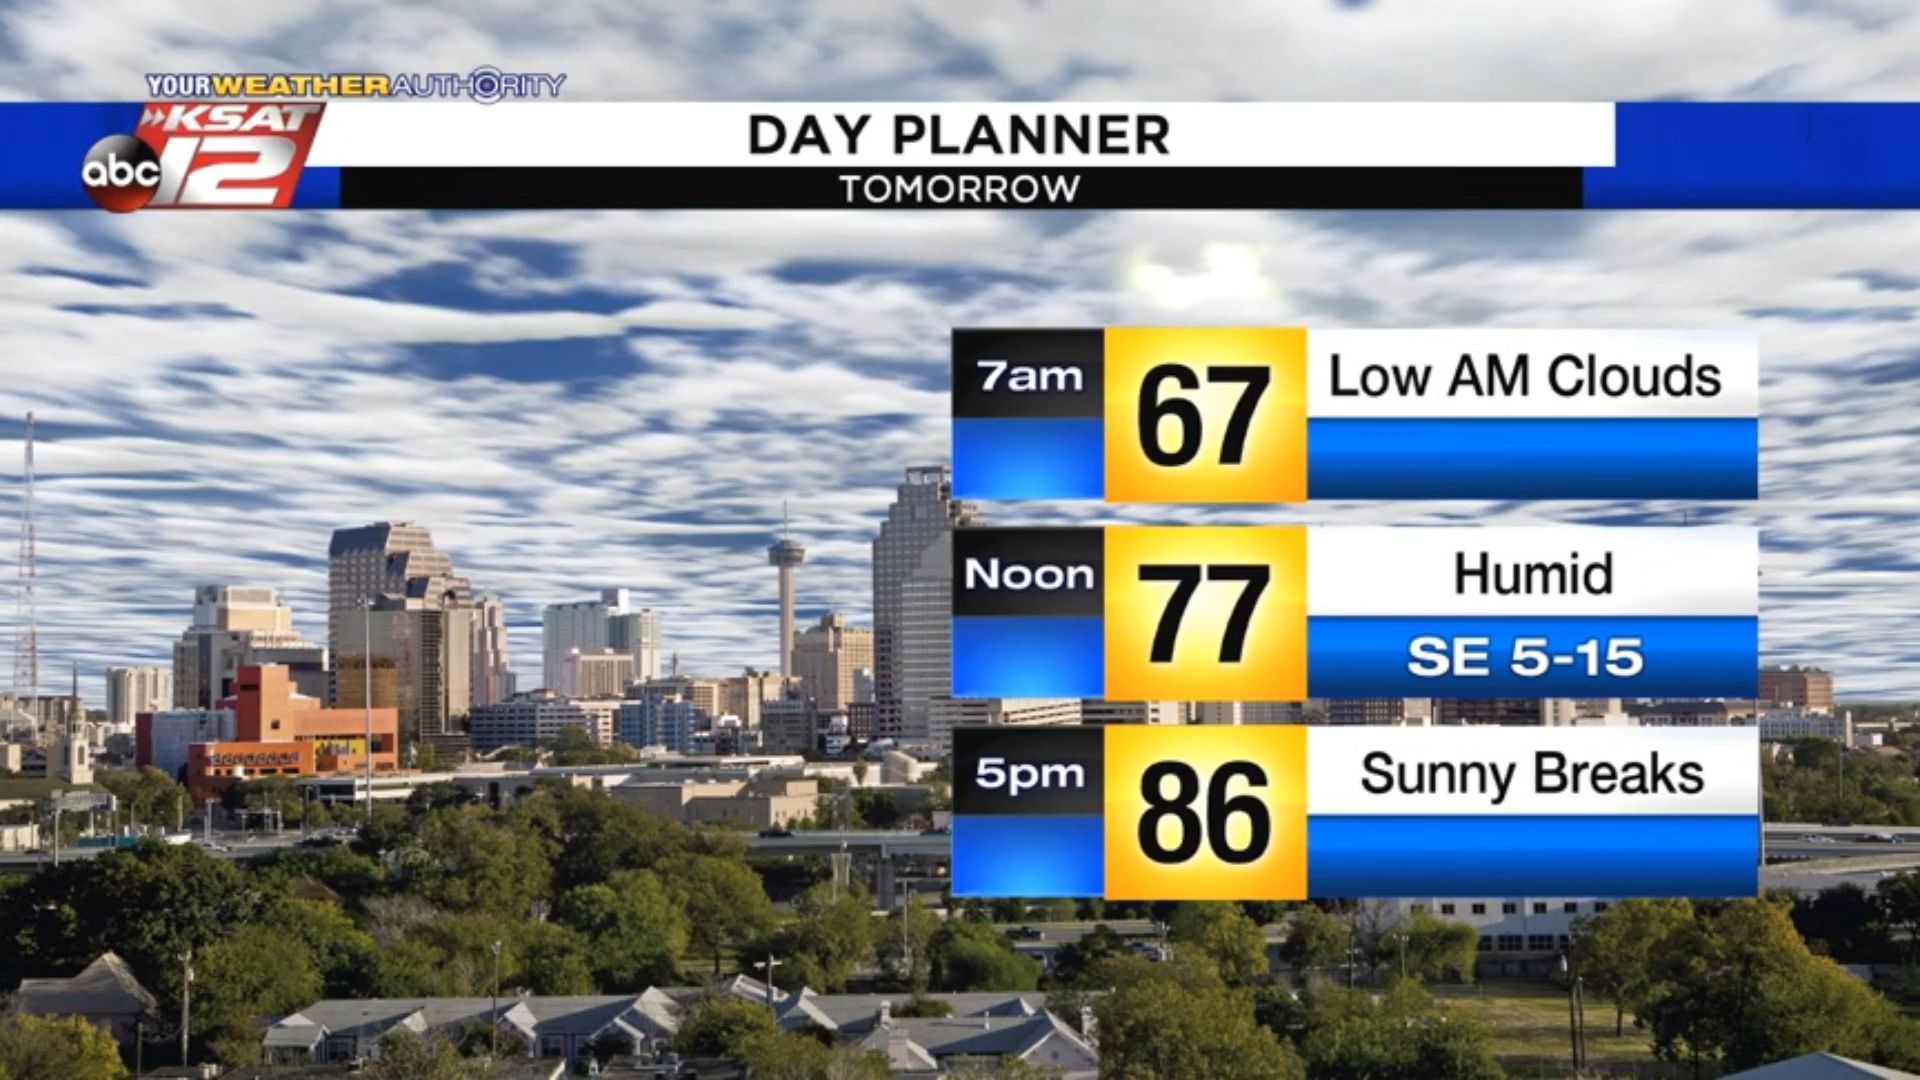 YOURWEATHERAUTHORITY
KSAT
abc 12
DAY PLANNER
TOMORROW
7am 67 Low AM Clouds
Noon 77 Humid
SE 5-15
5pm 86 Sunny Breaks